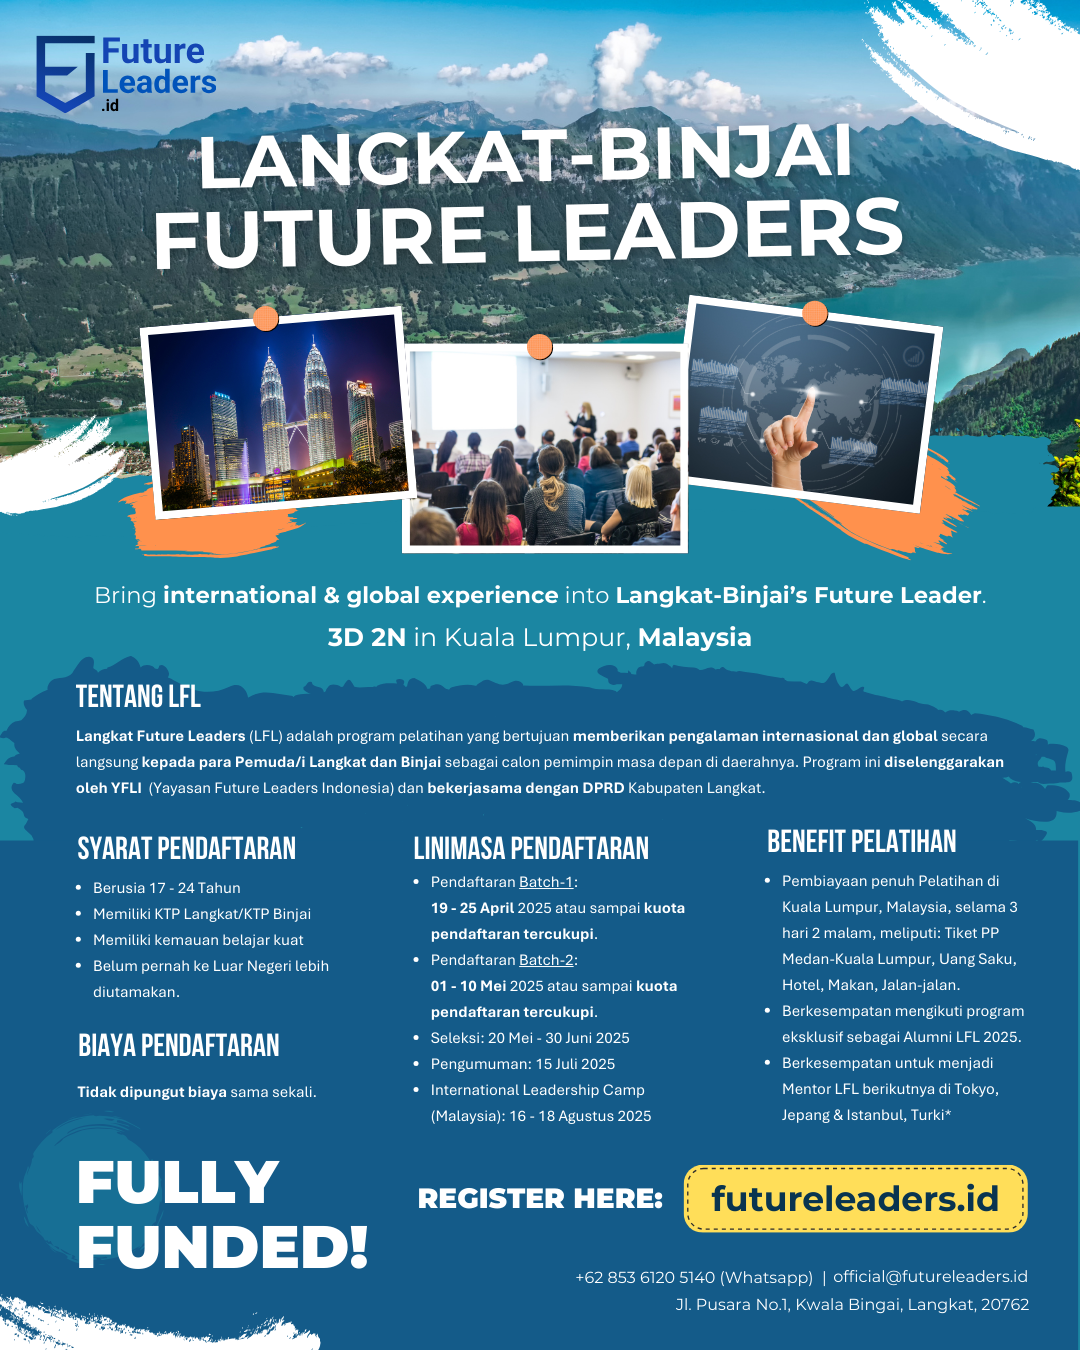 Future
Leaders
.id
LANGKAT-BINJAI
FUTURE LEADERS
Bring international & global experience into Langkat-Binjai’s Future Leader.
3D 2N in Kuala Lumpur, Malaysia
TENTANG LFL
Langkat Future Leaders (LFL) adalah program pelatihan yang bertujuan memberikan pengalaman internasional dan global secara
langsung kepada para Pemuda/i Langkat dan Binjai sebagai calon pemimpin masa depan di daerahnya. Program ini diselenggarakan
oleh YFLI (Yayasan Future Leaders Indonesia) dan bekerjasama dengan DPRD Kabupaten Langkat.
SYARAT PENDAFTARAN
• Berusia 17 - 24 Tahun
• Memiliki KTP Langkat/KTP Binjai
• Memiliki kemauan belajar kuat
• Belum pernah ke Luar Negeri lebih
diutamakan.
BIAYA PENDAFTARAN
Tidak dipungut biaya sama sekali.
LINIMASA PENDAFTARAN
• Pendaftaran Batch-1:
19 - 25 April 2025 atau sampai kuota
pendaftaran tercukupi.
• Pendaftaran Batch-2:
01 - 10 Mei 2025 atau sampai kuota
pendaftaran tercukupi.
• Seleksi: 20 Mei - 30 Juni 2025
• Pengumuman: 15 Juli 2025
• International Leadership Camp
(Malaysia): 16 - 18 Agustus 2025
BENEFIT PELATIHAN
• Pembiayaan penuh Pelatihan di
Kuala Lumpur, Malaysia, selama 3
hari 2 malam, meliputi: Tiket PP
Medan-Kuala Lumpur, Uang Saku,
Hotel, Makan, Jalan-jalan.
• Berkesempatan mengikuti program
eksklusif sebagai Alumni LFL 2025.
• Berkesempatan untuk menjadi
Mentor LFL berikutnya di Tokyo,
Jepang & Istanbul, Turki*
FULLY
FUNDED!
REGISTER HERE:
futureleaders.id
+62 853 6120 5140 (Whatsapp) | official@futureleaders.id
Jl. Pusara No.1, Kwala Bingai, Langkat, 20762